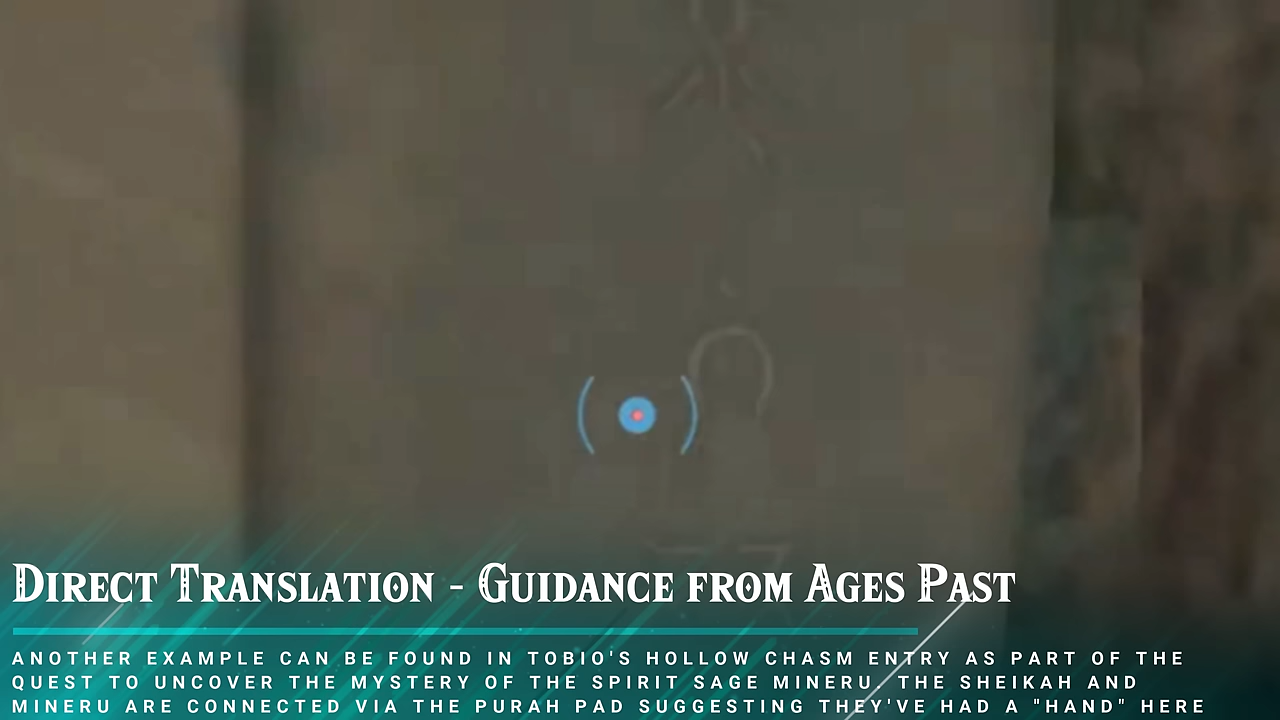 Direct Translation - Guidance from Ages Past
ANOTHER EXAMPLE CAN BE FOUND IN TOBIO'S HOLLOW CHASM ENTRY AS PART OF THE
QUEST TO UNCOVER THE MYSTERY OF THE SPIRIT SAGE MINERU. THE SHEIKAH AND
MINERU ARE CONNECTED VIA THE PURAH PAD SUGGESTING THEY'VE HAD A "HAND" HERE